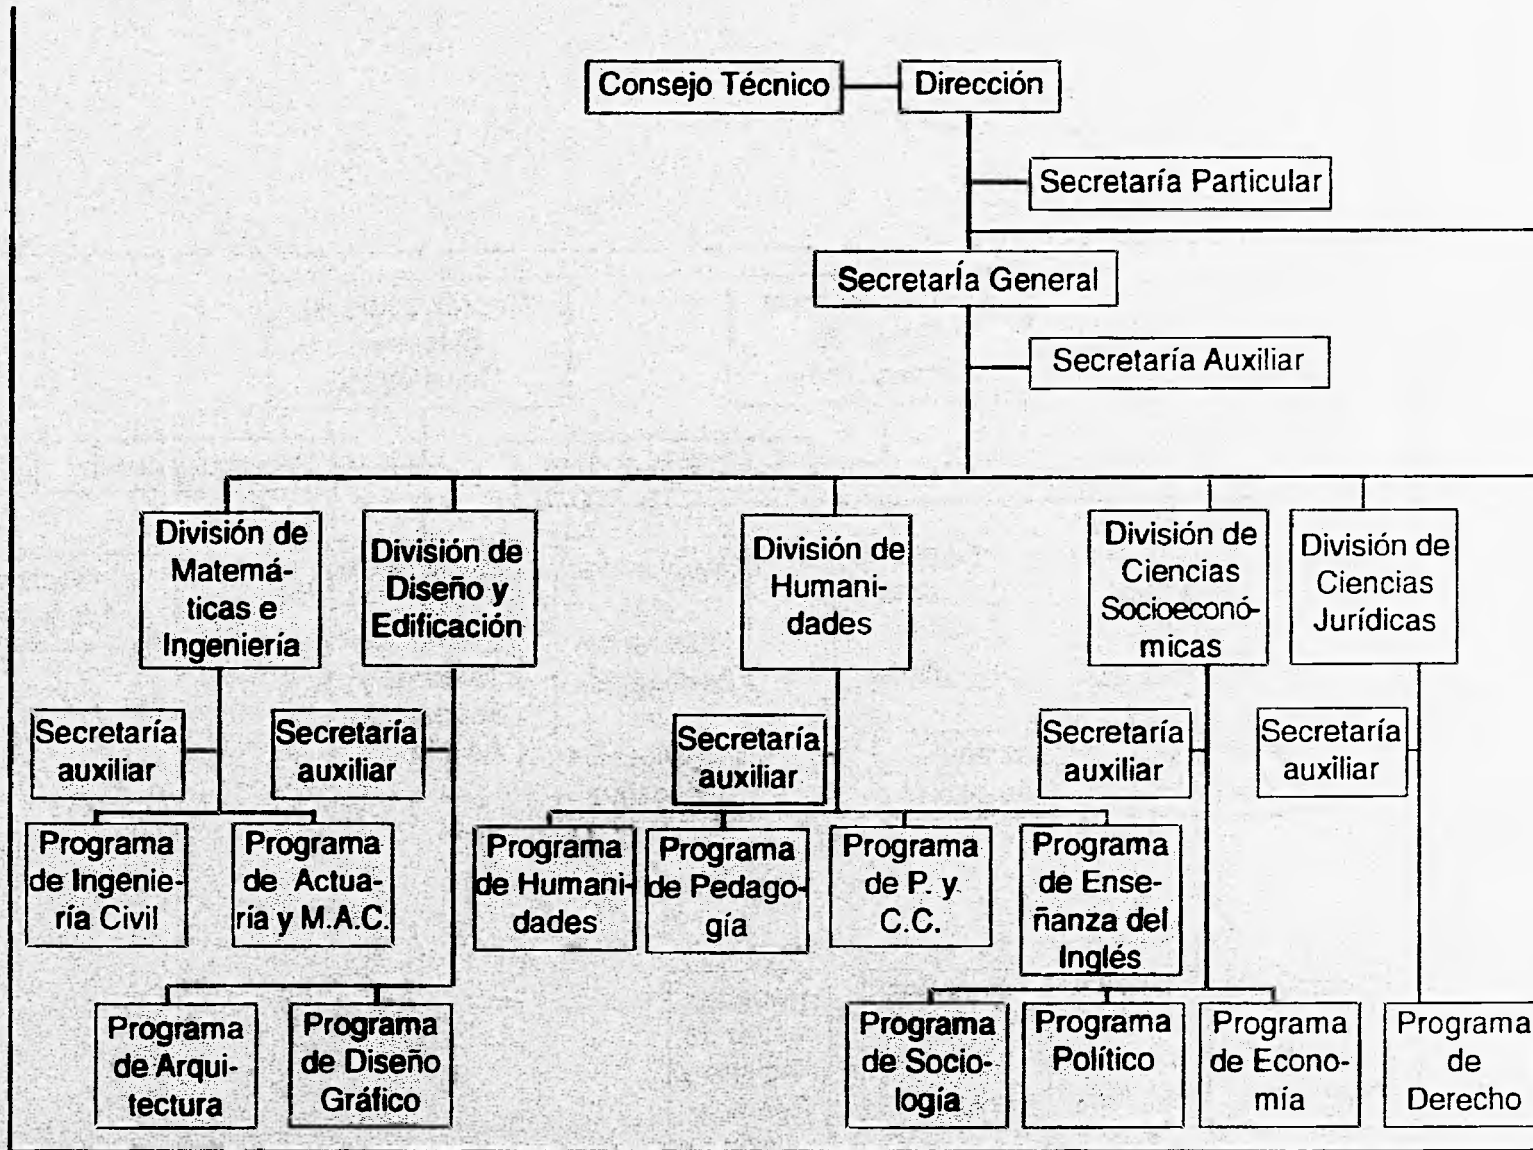 Consejo Técnico
Dirección
Secretaría Particular
Secretaría General
Secretaría Auxiliar
División de
Matemá-
ticas e
Ingeniería
División de
Diseño y
Edificación
División de
Humani-
dades
División de
Ciencias
Socioeconó-
micas
División de
Ciencias
Jurídicas
Secretaría
auxiliar
Secretaría
auxiliar
Secretaría
auxiliar
Secretaría
auxiliar
Secretaría
auxiliar
Programa
de Ingenie-
ría Civil
Programa
de Actua-
ría y M.A.C.
Programa
de Humani-
dades
Programa
de Pedago-
gía
Programa
de P. y
C.C.
Programa
de Ense-
ñanza del
Inglés
Programa
de Arqui-
tectura
Programa
de Diseño
Gráfico
Programa
de Socio-
logía
Programa
Político
Programa
de Econo-
mía
Programa
de
Derecho